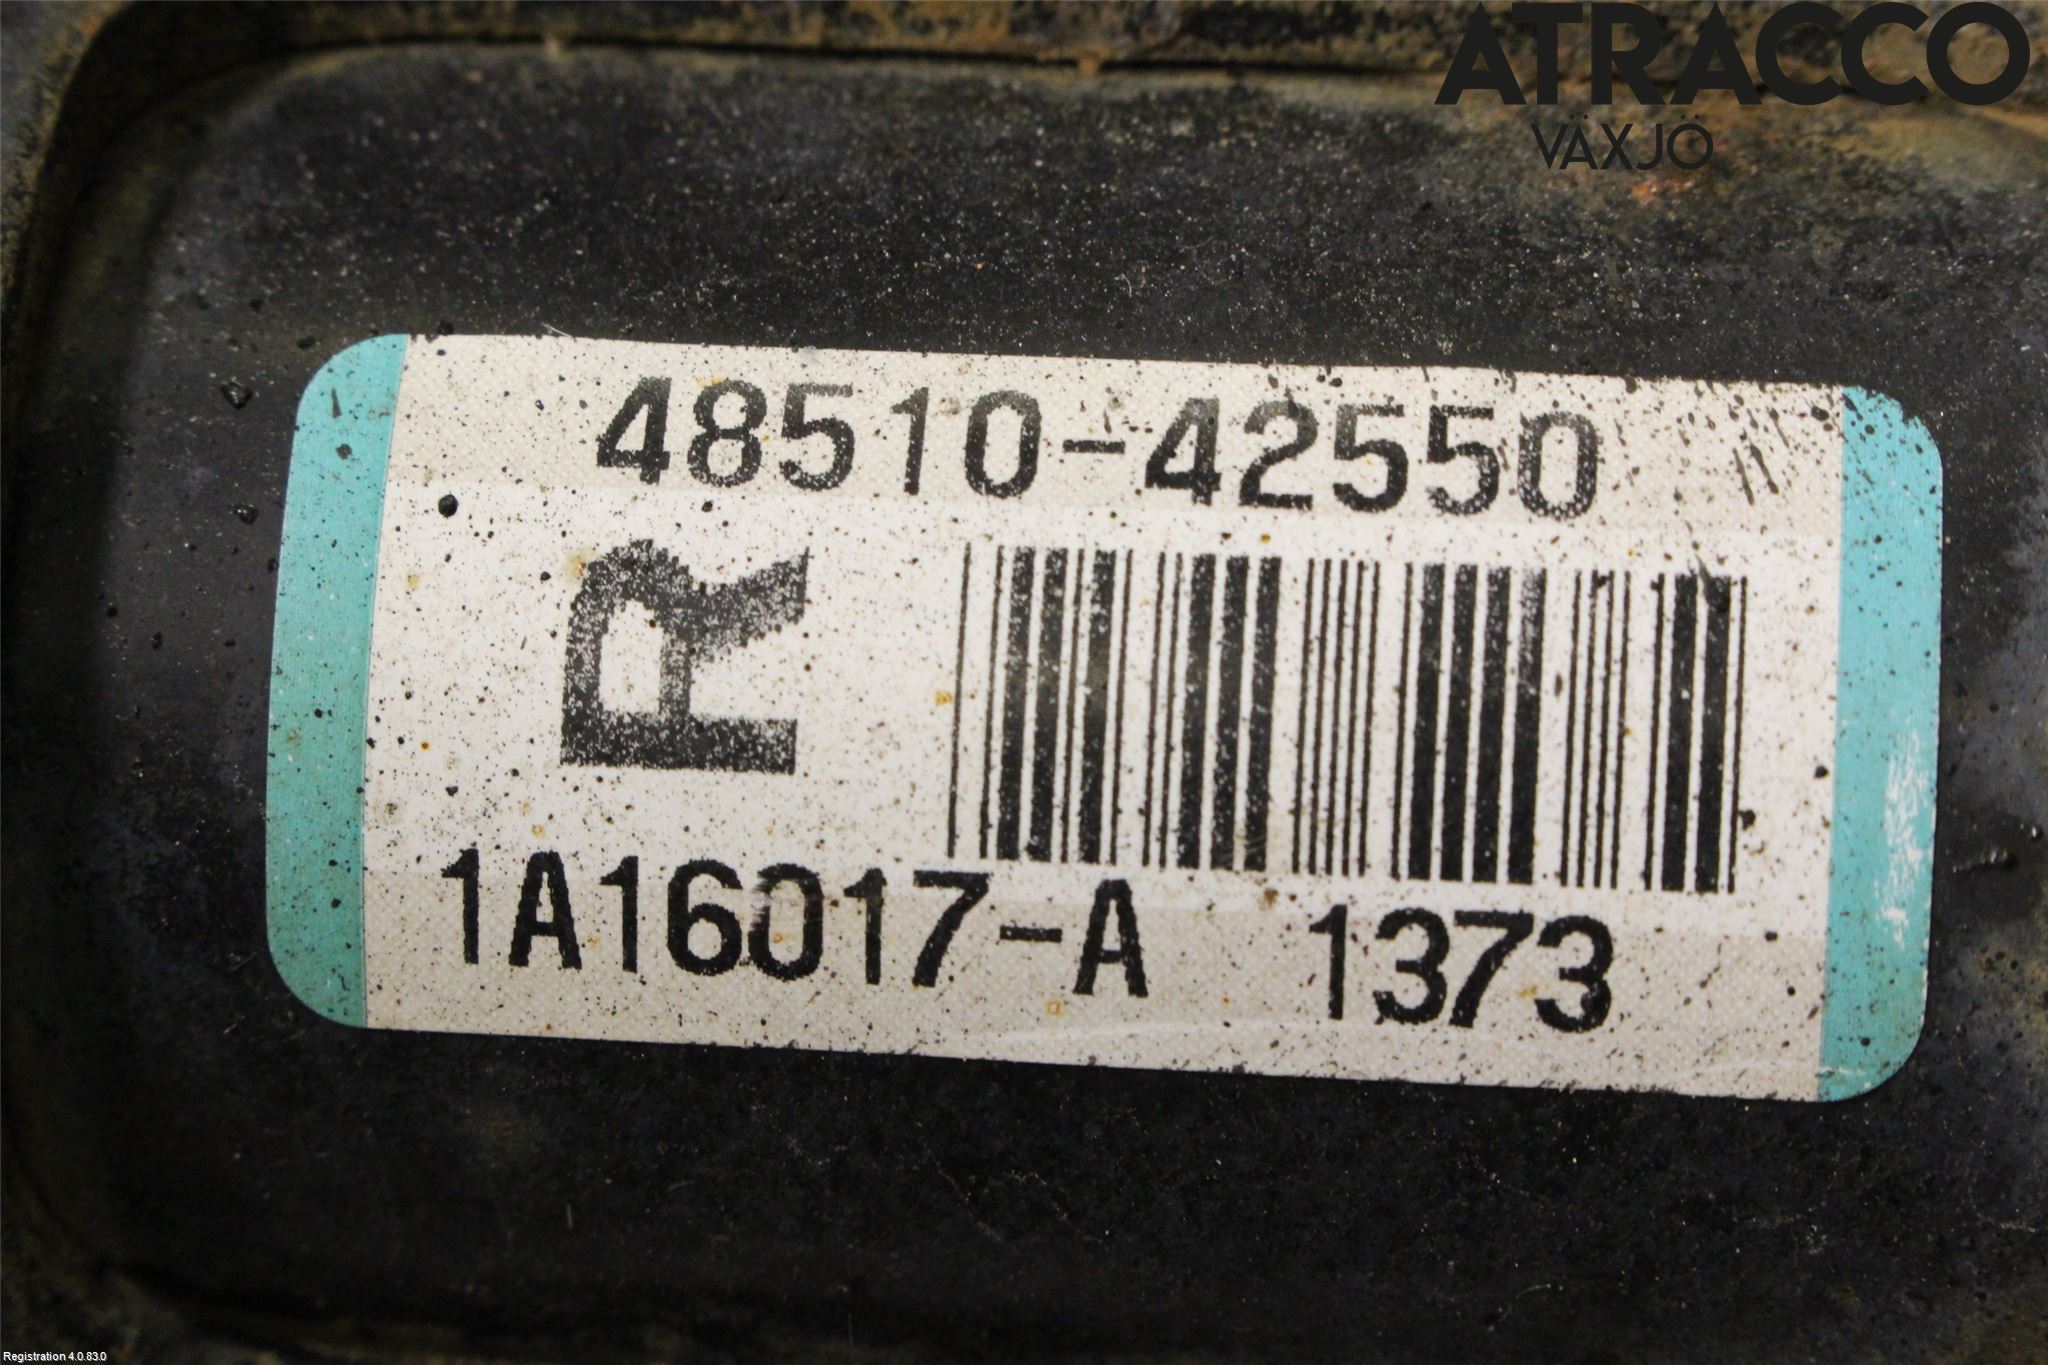 ATRACCO
VÄXJÖ
48510-42550
R
1A16017-A 1373
Registration 4.0.83.0